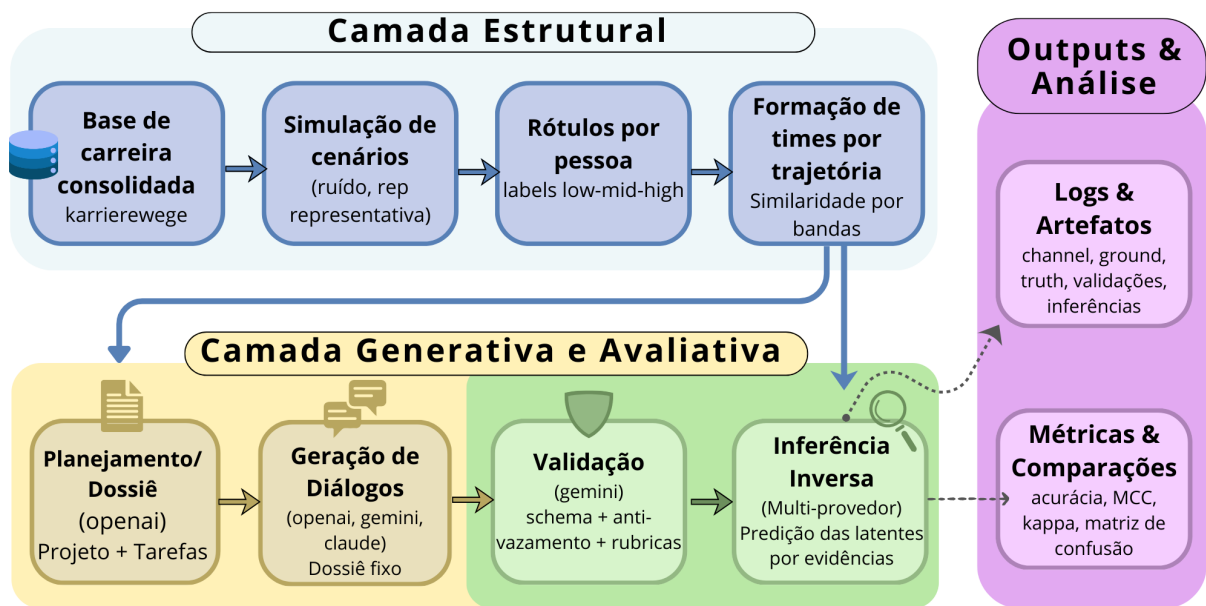 Camada Estrutural
Base de
carreira
consolidada
karrierewege
Simulação de
cenários
(ruído, rep
representativa)
Rótulos por
pessoa
labels low-mid-high
Formação de
times por
trajetória
Similaridade por
bandas
Outputs &
Análise
Logs &
Artefatos
channel, ground,
truth, validações,
inferências
Métricas &
Comparações
acurácia, MCC,
kappa, matriz de
confusão
Camada Generativa e Avaliativa
Planejamento/
Dossiê
(openai)
Projeto + Tarefas
Geração de
Diálogos
(openai, gemini,
claude)
Dossiê fixo
Validação
(gemini)
schema + anti-
vazamento + rubricas
Inferência
Inversa
(Multi-provedor)
Predição das latentes
por evidências